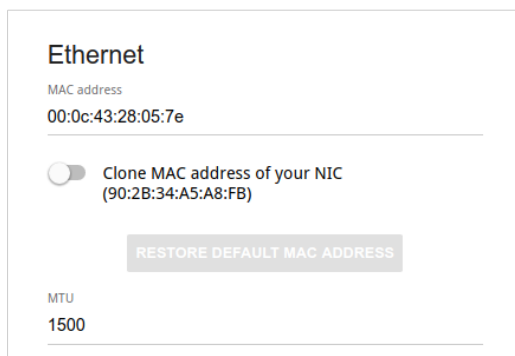 Ethernet
MAC address
00:0c:43:28:05:7e
Clone MAC address of your NIC
(90:2B:34:A5:A8:FB)
RESTORE DEFAULT MAC ADDRESS
MTU
1500